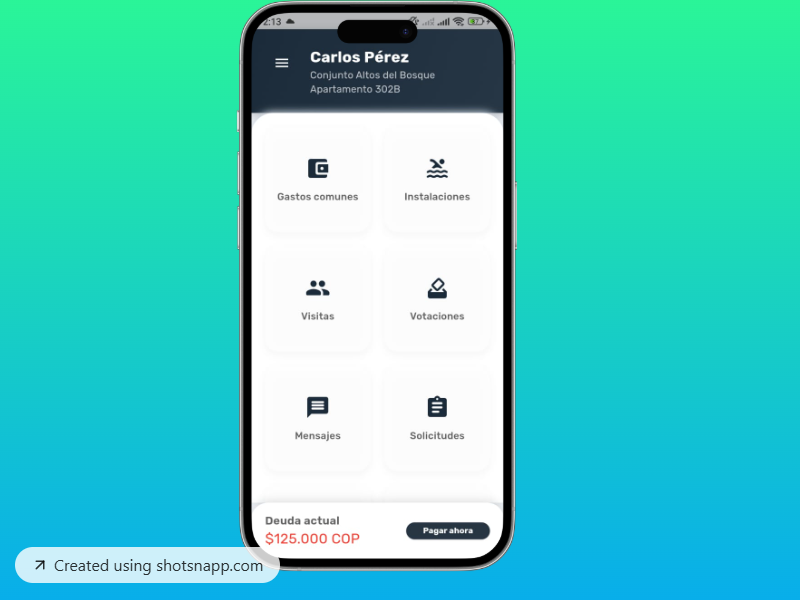 2:13
Carlos Pérez
Conjunto Altos del Bosque
Apartamento 302B
Gastos comunes
Instalaciones
Visitas
Votaciones
Mensajes
Solicitudes
Deuda actual
$125.000 COP
Pagar ahora
Created using shotsnapp.com